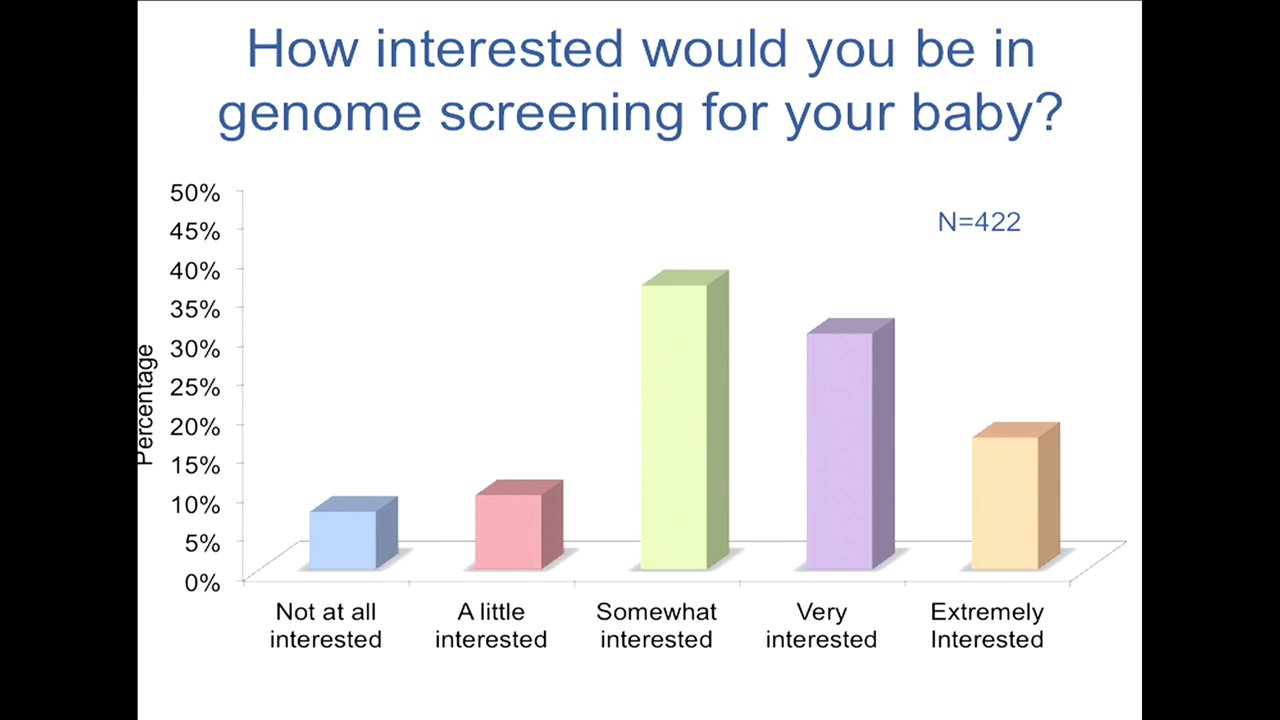 How interested would you be in
genome screening for your baby?
50%
N=422
45%
40%
35%
30%
25%
20%
15%
10%
5%
0%
Percentage
Not at all
interested
A little
interested
Somewhat
interested
Very
interested
Extremely
Interested